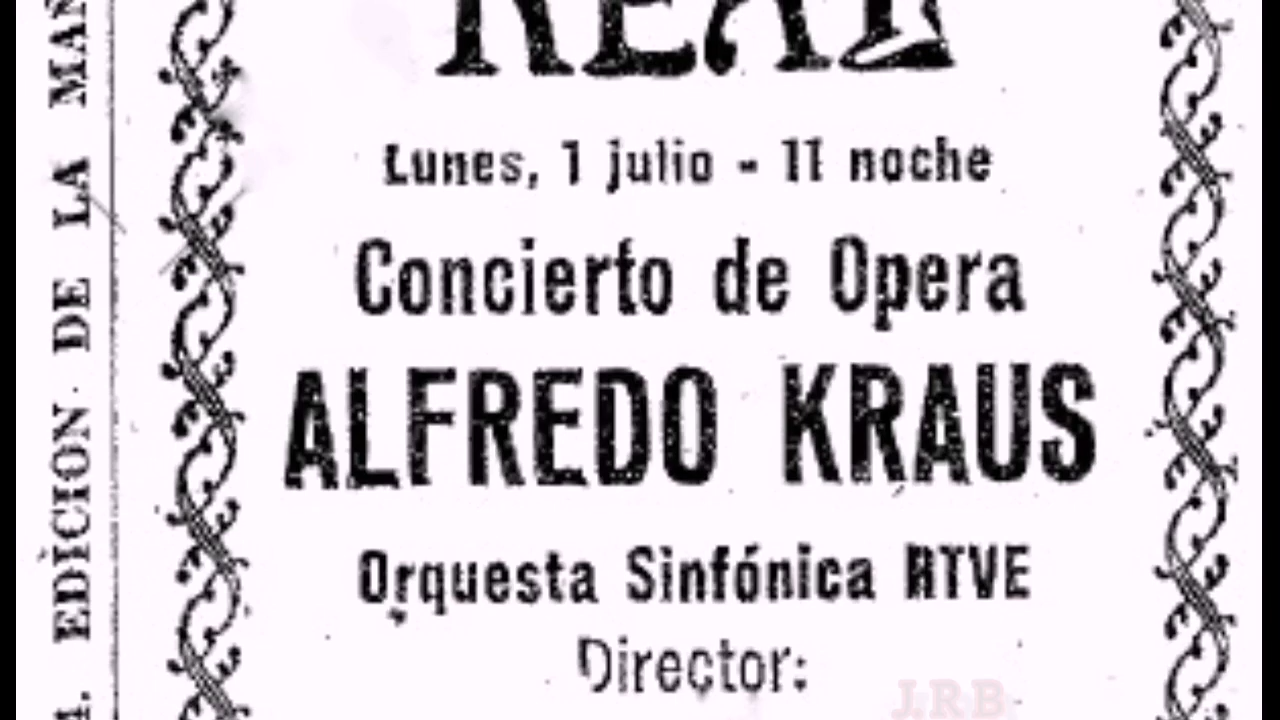 REAL
Lunes, 1 julio - 11 noche
Concierto de Opera
ALFREDO KRAUS
Orquesta Sinfónica RTVE
Director:
J.R.B
EDICION DE LA